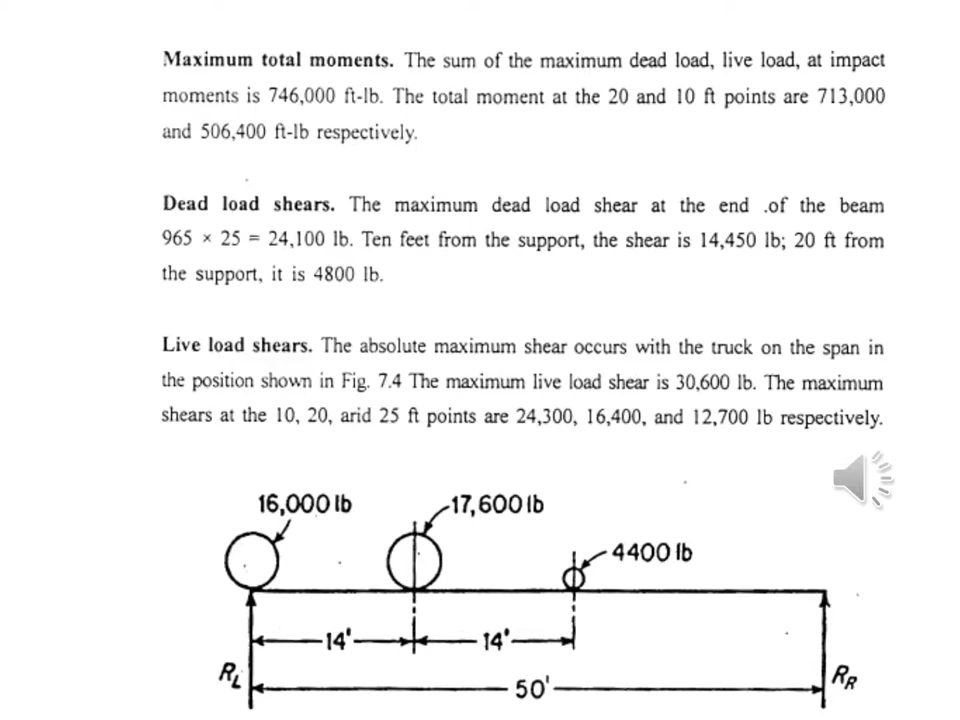 Maximum total moments. The sum of the maximum dead load, live load, at impact
moments is 746,000 ft-lb. The total moment at the 20 and 10 ft points are 713,000
and 506,400 ft-lb respectively.
Dead load shears. The maximum dead load shear at the end .of the beam
965 × 25 = 24,100 lb. Ten feet from the support, the shear is 14,450 lb; 20 ft from
the support, it is 4800 lb.
Live load shears. The absolute maximum shear occurs with the truck on the span in
the position shown in Fig. 7.4 The maximum live load shear is 30,600 lb. The maximum
shears at the 10, 20, arid 25 ft points are 24,300, 16,400, and 12,700 lb respectively.
16,000 lb
17,600 lb
4400 lb
14'
14'
R_L
R_R
50'